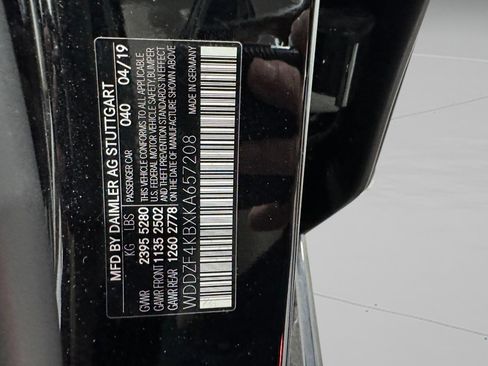 MFD BY DAIMLER AG STUTTGART
PASSENGER CAR 040 04/19
KG LBS
GVWR 2395 5280
GAWR FRONT 1135 2502
GAWR REAR 1260 2778
THIS VEHICLE CONFORMS TO ALL APPLICABLE
U.S. FEDERAL MOTOR VEHICLE SAFETY, BUMPER
AND THEFT PREVENTION STANDARDS IN EFFECT
ON THE DATE OF MANUFACTURE SHOWN ABOVE
WDDZF4KBXKA657208
MADE IN GERMANY